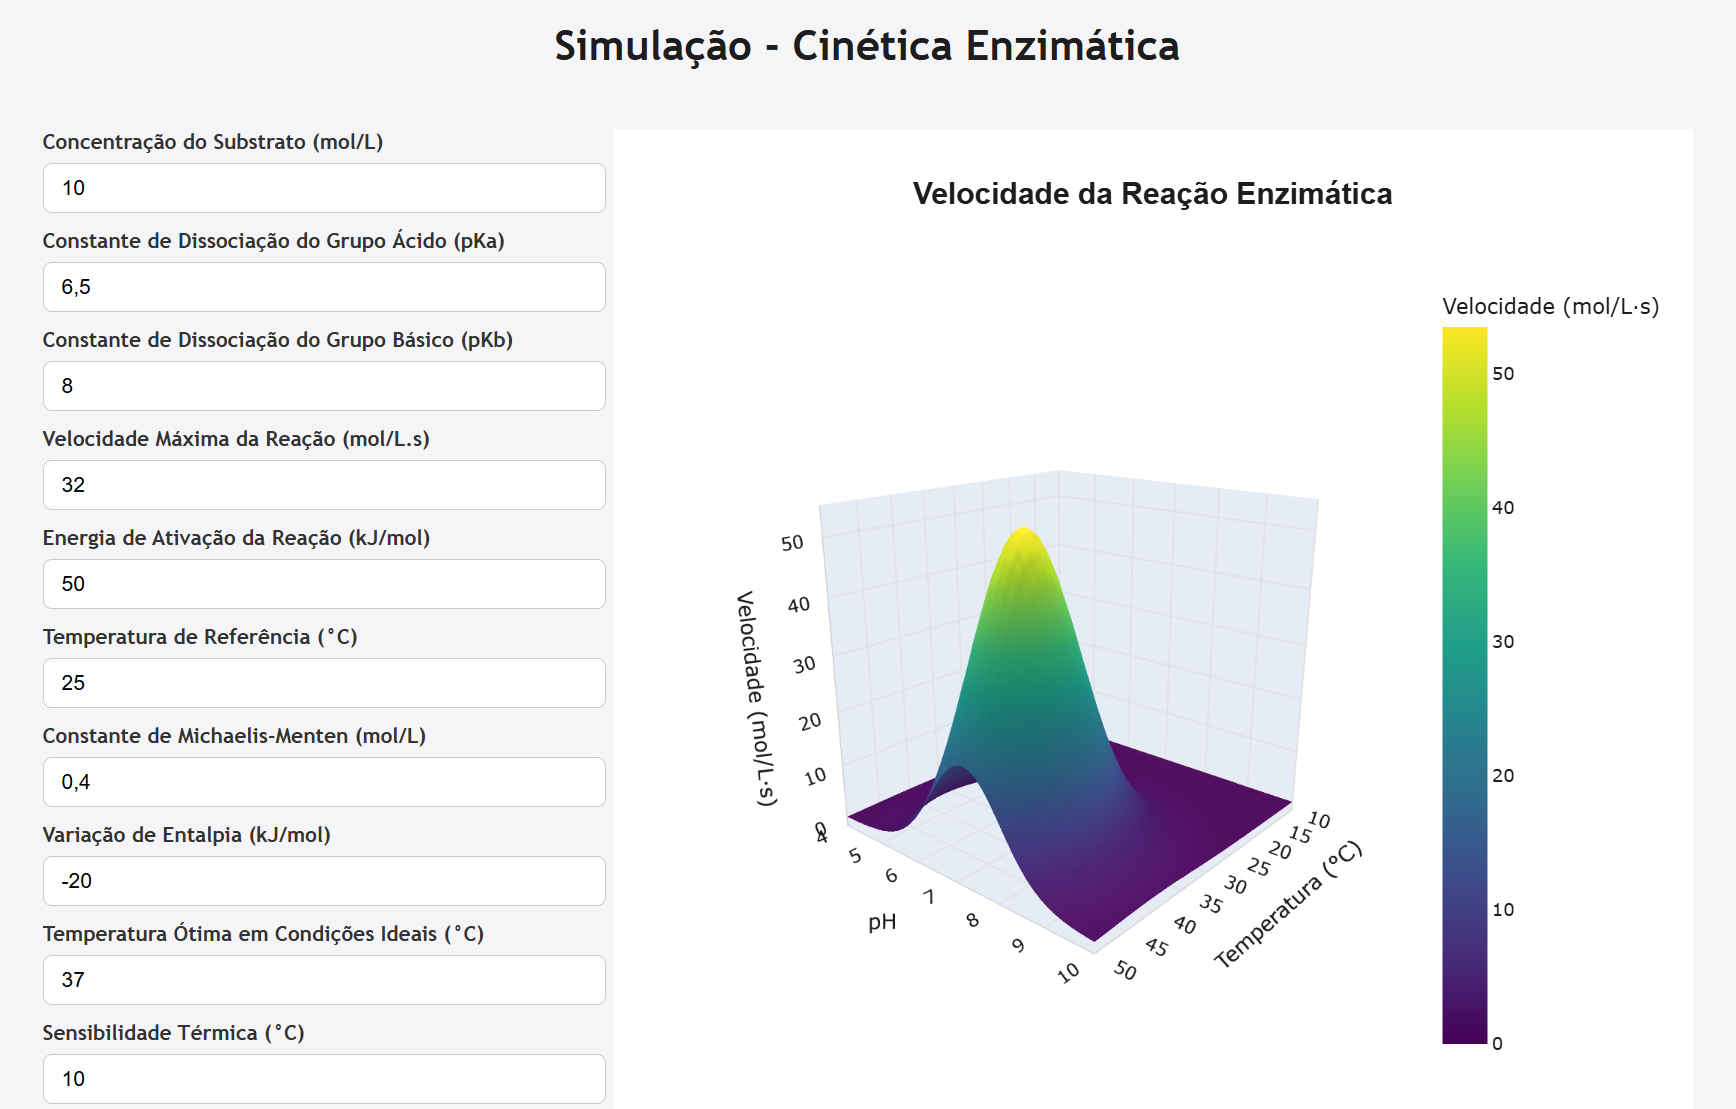 Simulação - Cinética Enzimática
Concentração do Substrato (mol/L)
10
Constante de Dissociação do Grupo Ácido (pKa)
6,5
Constante de Dissociação do Grupo Básico (pKb)
8
Velocidade Máxima da Reação (mol/L.s)
32
Energia de Ativação da Reação (kJ/mol)
50
Temperatura de Referência (°C)
25
Constante de Michaelis-Menten (mol/L)
0,4
Variação de Entalpia (kJ/mol)
-20
Temperatura Ótima em Condições Ideais (°C)
37
Sensibilidade Térmica (°C)
10
Velocidade da Reação Enzimática
Velocidade (mol/L·s)
50
40
30
20
10
0
Velocidade (mol/L·s)
50
40
30
20
10
0
pH
4
5
6
7
8
9
10
Temperatura (°C)
10
15
20
25
30
35
40
45
50